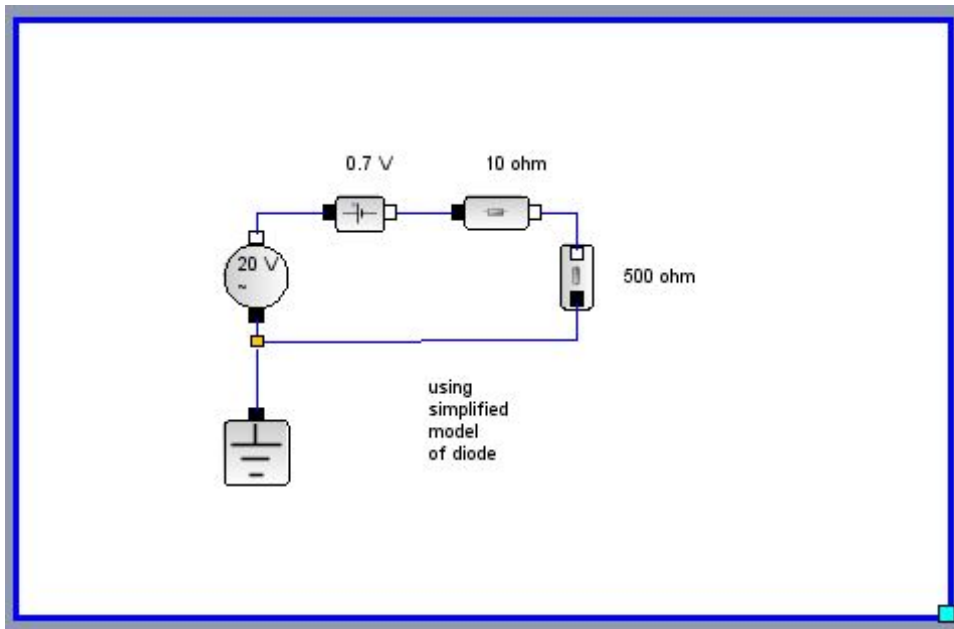 0.7 V
10 ohm
20 V
~
500 ohm
using
simplified
model
of diode